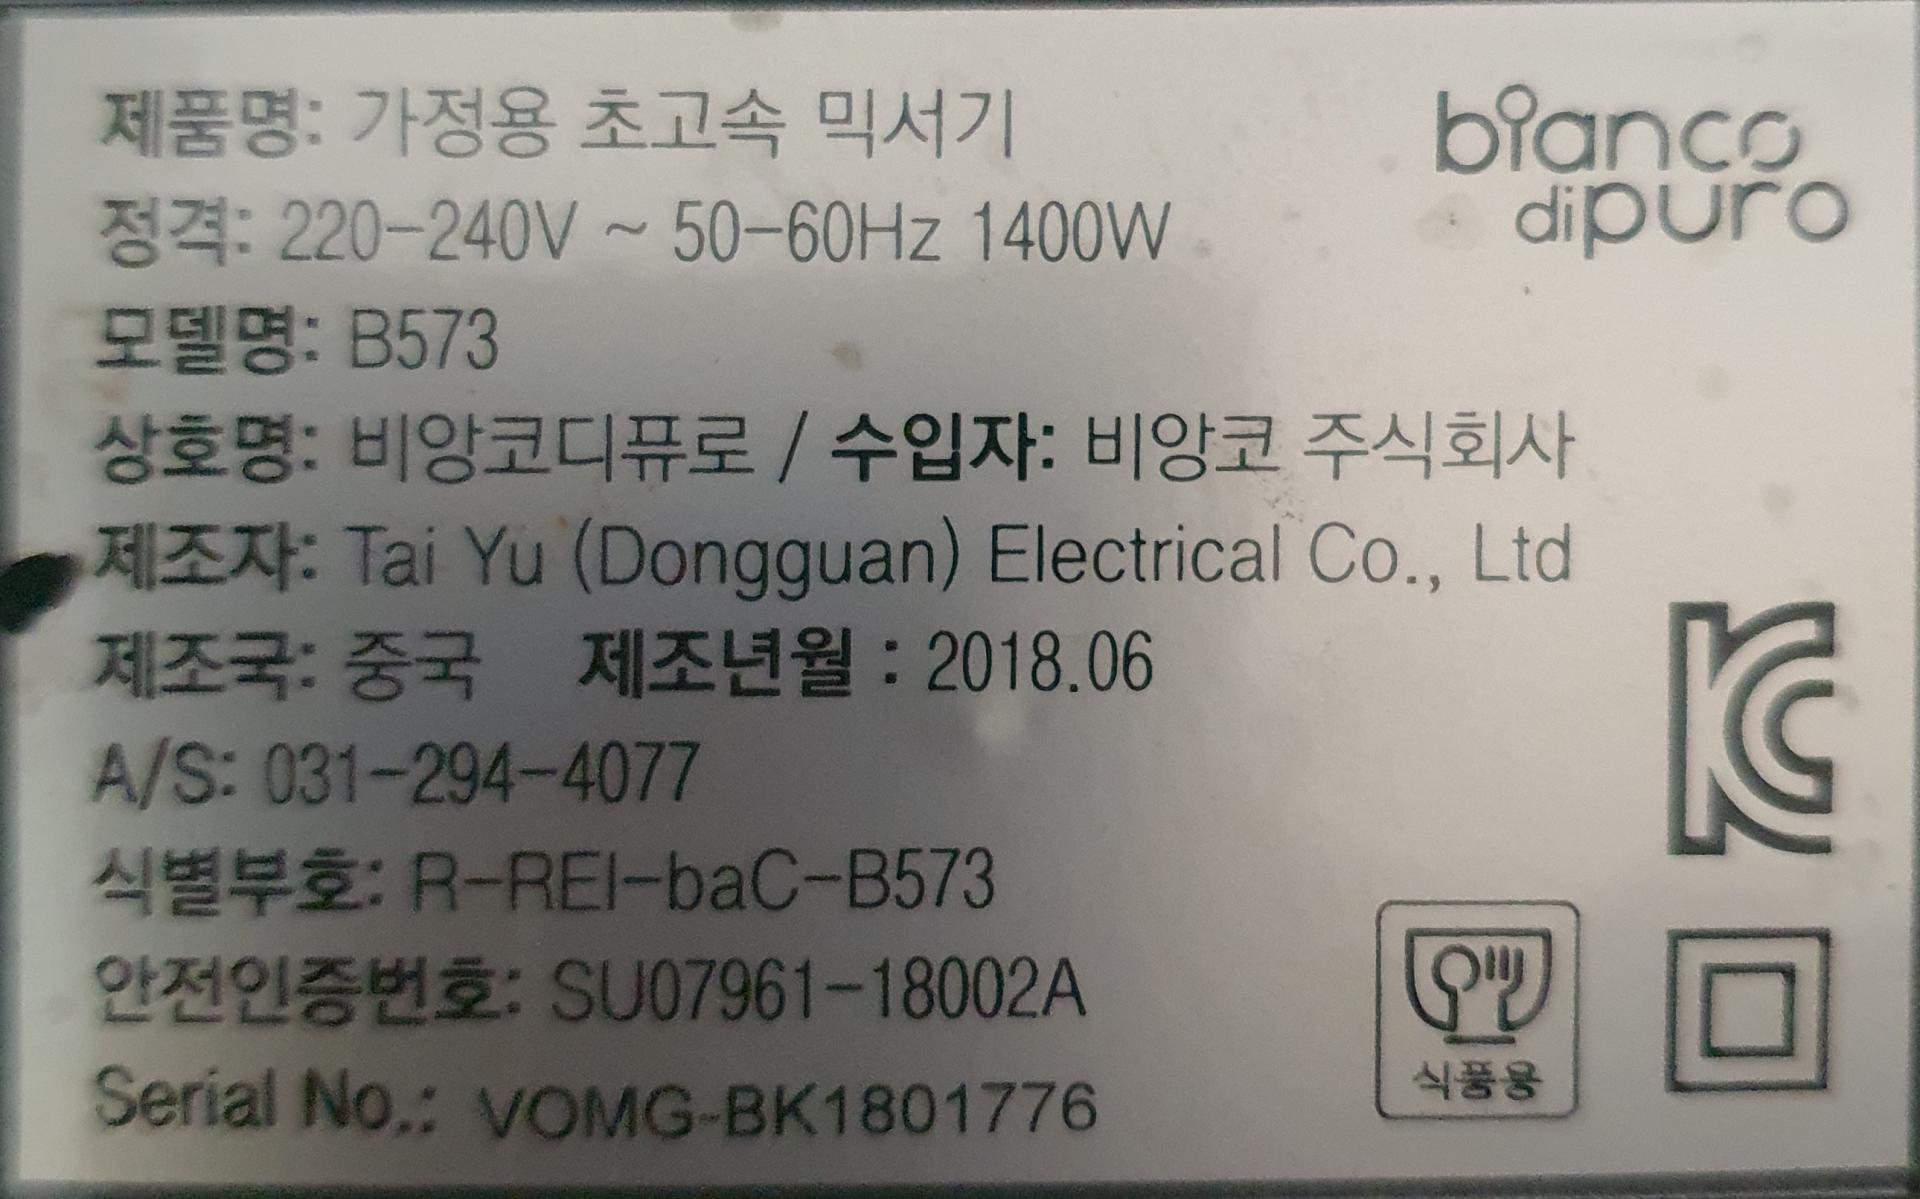 제품명: 가정용 초고속 믹서기
bianco
dipuro
정격: 220-240V ~ 50-60Hz 1400W
모델명: B573
상호명: 비앙코디퓨로 / 수입자: 비앙코 주식회사
제조자: Tai Yu (Dongguan) Electrical Co., Ltd
제조국: 중국 제조년월 : 2018.06
A/S: 031-294-4077
식별부호: R-REI-baC-B573
안전인증번호: SU07961-18002A
Serial No.: VOMG-BK1801776
KC
식품용